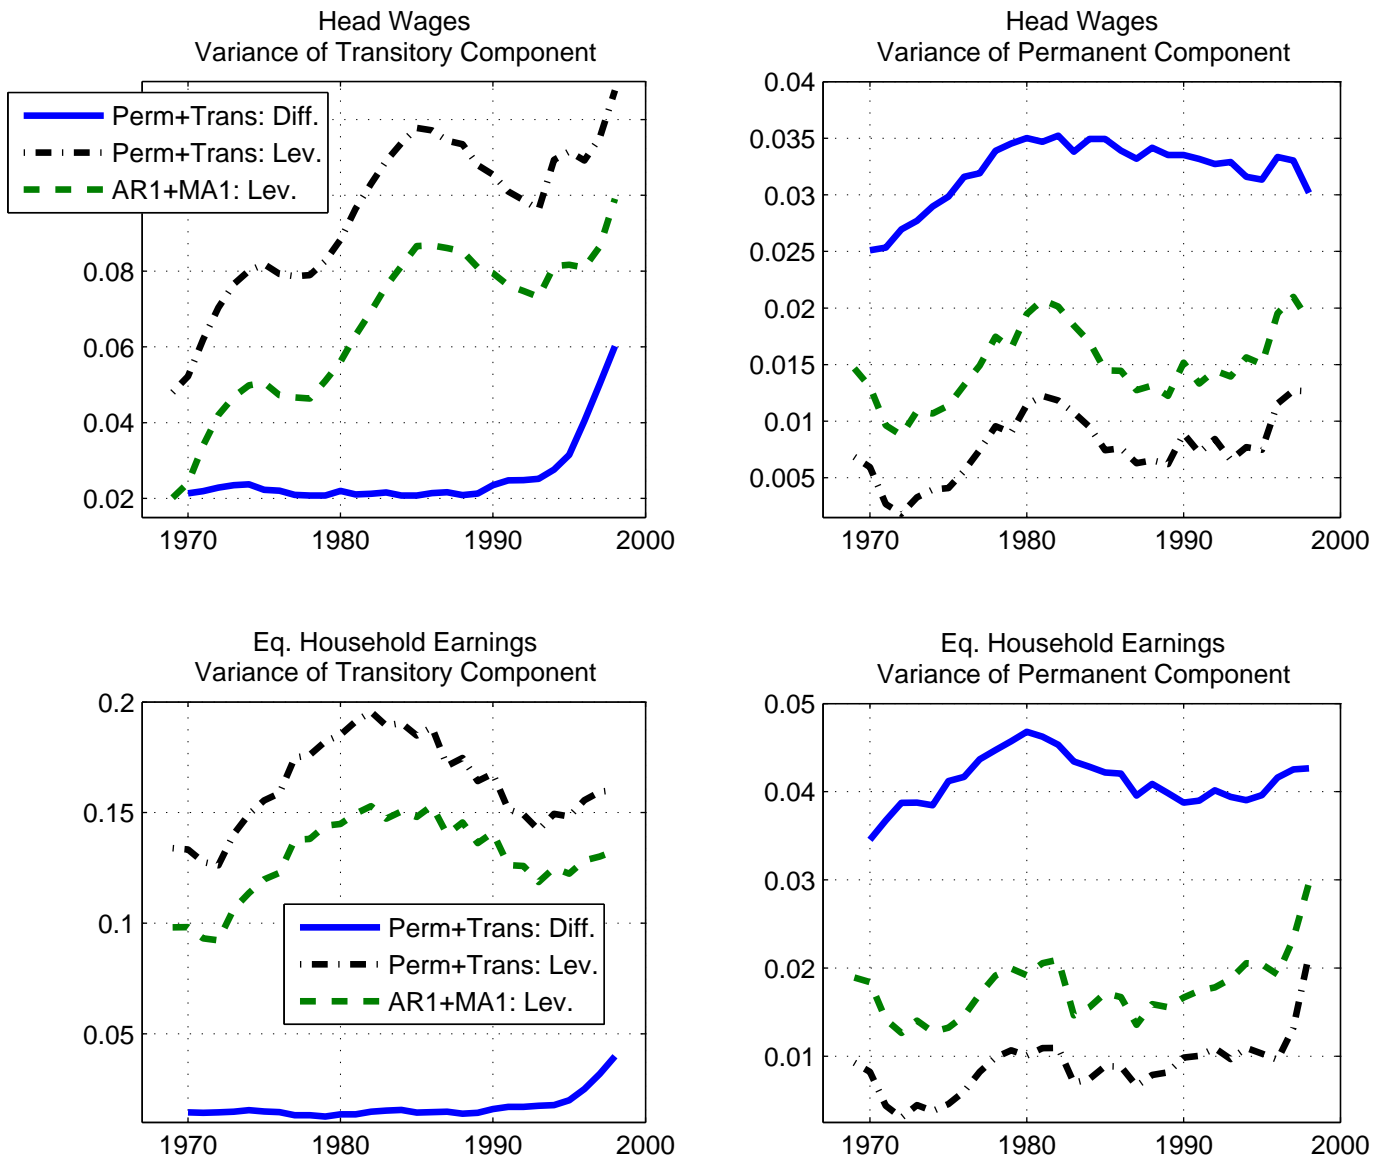 Head Wages
Variance of Transitory Component
Perm+Trans: Diff.
Perm+Trans: Lev.
AR1+MA1: Lev.
0.08
0.06
0.04
0.02
1970 1980 1990 2000
Head Wages
Variance of Permanent Component
0.04
0.035
0.03
0.025
0.02
0.015
0.01
0.005
1970 1980 1990 2000
Eq. Household Earnings
Variance of Transitory Component
0.2
0.15
0.1
0.05
Perm+Trans: Diff.
Perm+Trans: Lev.
AR1+MA1: Lev.
1970 1980 1990 2000
Eq. Household Earnings
Variance of Permanent Component
0.05
0.04
0.03
0.02
0.01
1970 1980 1990 2000